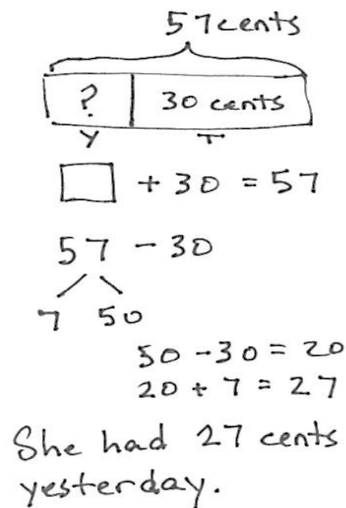 57 cents
? 30 cents
Y T
□ + 30 = 57
57 - 30
7 50
50 - 30 = 20
20 + 7 = 27
She had 27 cents
yesterday.